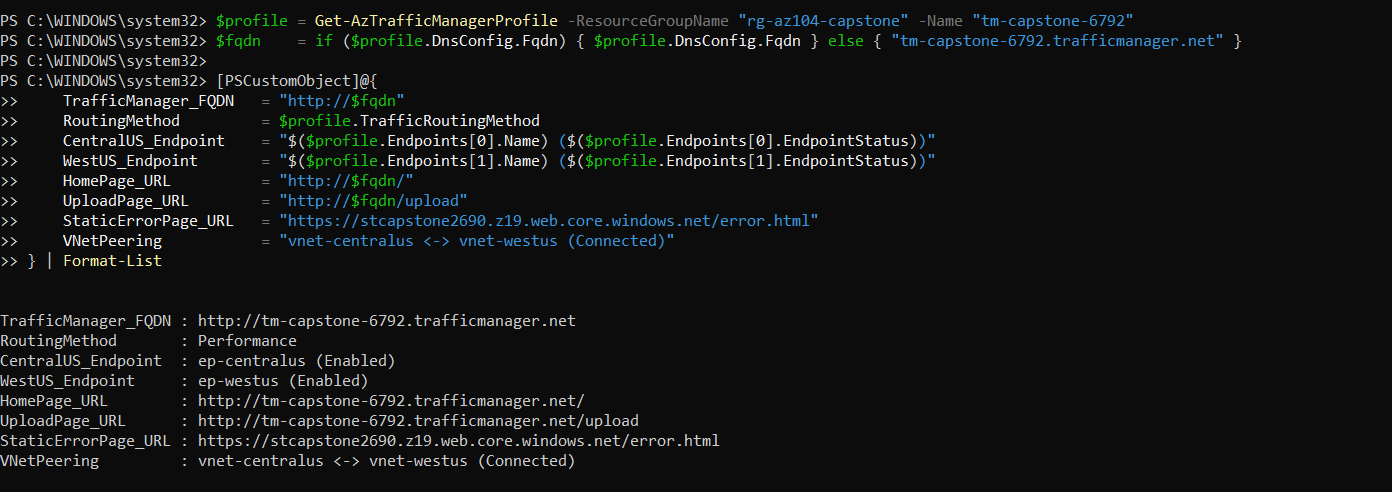 PS C:\WINDOWS\system32> $profile = Get-AzTrafficManagerProfile -ResourceGroupName "rg-az104-capstone" -Name "tm-capstone-6792"
PS C:\WINDOWS\system32> $fqdn    = if ($profile.DnsConfig.Fqdn) { $profile.DnsConfig.Fqdn } else { "tm-capstone-6792.trafficmanager.net" }
PS C:\WINDOWS\system32>
PS C:\WINDOWS\system32> [PSCustomObject]@{
>>     TrafficManager_FQDN   = "http://$fqdn"
>>     RoutingMethod         = $profile.TrafficRoutingMethod
>>     CentralUS_Endpoint    = "$($profile.Endpoints[0].Name) ($($profile.Endpoints[0].EndpointStatus))"
>>     WestUS_Endpoint       = "$($profile.Endpoints[1].Name) ($($profile.Endpoints[1].EndpointStatus))"
>>     HomePage_URL          = "http://$fqdn/"
>>     UploadPage_URL        = "http://$fqdn/upload"
>>     StaticErrorPage_URL   = "https://stcapstone2690.z19.web.core.windows.net/error.html"
>>     VNetPeering           = "vnet-centralus <-> vnet-westus (Connected)"
>> } | Format-List
TrafficManager_FQDN : http://tm-capstone-6792.trafficmanager.net
RoutingMethod       : Performance
CentralUS_Endpoint  : ep-centralus (Enabled)
WestUS_Endpoint     : ep-westus (Enabled)
HomePage_URL        : http://tm-capstone-6792.trafficmanager.net/
UploadPage_URL      : http://tm-capstone-6792.trafficmanager.net/upload
StaticErrorPage_URL : https://stcapstone2690.z19.web.core.windows.net/error.html
VNetPeering         : vnet-centralus <-> vnet-westus (Connected)